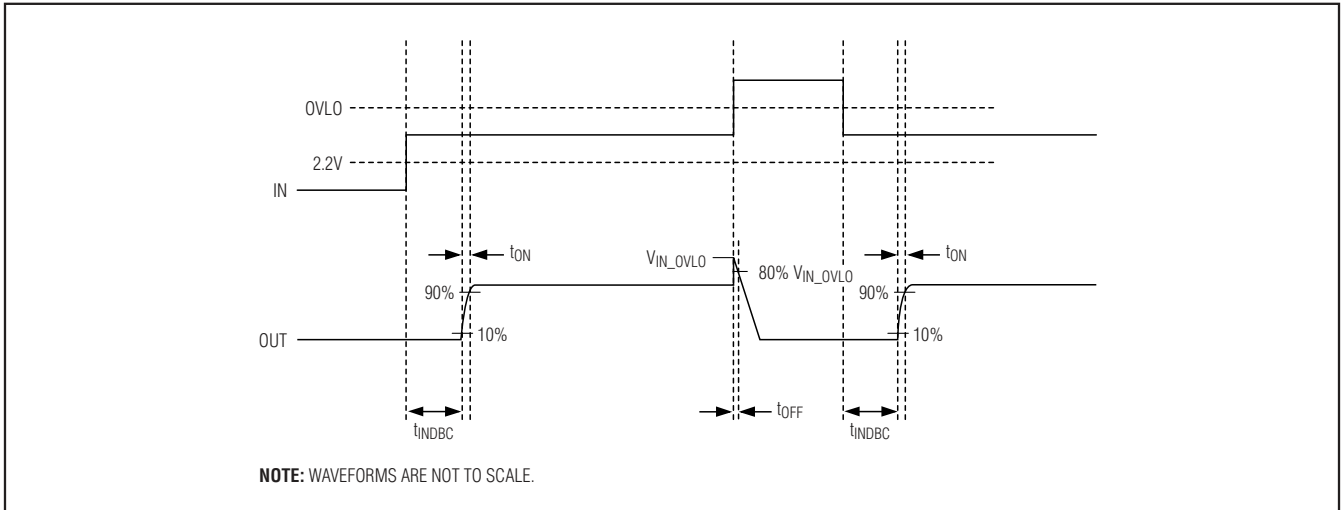 OVLO
2.2V
IN
tON
VIN_OVLO
80% VIN_OVLO
tON
90%
90%
10%
10%
OUT
tOFF
tINDBC
tINDBC
NOTE: WAVEFORMS ARE NOT TO SCALE.